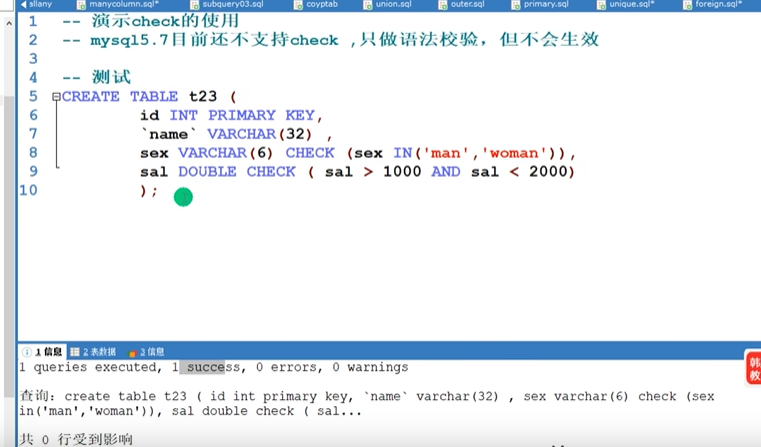 sllany manycolumn.sql* subquery03.sql coyptab union.sql outer.sql primary.sql unique.sql* foreign.sql*
1 -- 演示check的使用
2 -- mysql5.7目前还不支持check ,只做语法校验，但不会生效
3
4 -- 测试
5 CREATE TABLE t23 (
6 id INT PRIMARY KEY,
7 `name` VARCHAR(32) ,
8 sex VARCHAR(6) CHECK (sex IN('man','woman')),
9 sal DOUBLE CHECK ( sal > 1000 AND sal < 2000)
10 );
1 信息 2 表数据 3 信息
1 queries executed, 1 success, 0 errors, 0 warnings
查询: create table t23 ( id int primary key, `name` varchar(32) , sex varchar(6) check (sex
in('man','woman')), sal double check ( sal...
共 0 行受到影响
韩
教